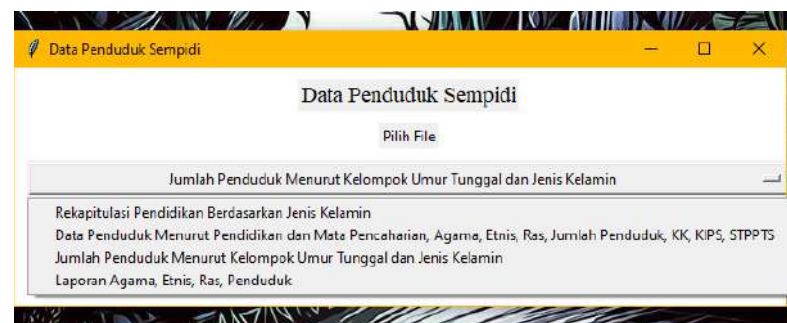 Data Penduduk Sempidi
Data Penduduk Sempidi
Pilih File
Jumlah Penduduk Menurut Kelompok Umur Tunggal dan Jenis Kelamin
Rekapitulasi Pendidikan Berdasarkan Jenis Kelamin
Data Penduduk Menurut Pendidikan dan Mata Pencaharian, Agama, Etnis, Ras, Jumlah Penduduk, KK, KIPS, STPPTS
Jumlah Penduduk Menurut Kelompok Umur Tunggal dan Jenis Kelamin
Laporan Agama, Etnis, Ras, Penduduk